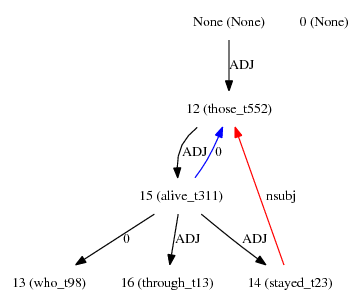 None (None) 0 (None)
ADJ
12 (those_t552)
ADJ 0
15 (alive_t311)
nsubj
0 ADJ ADJ
13 (who_t98) 16 (through_t13) 14 (stayed_t23)